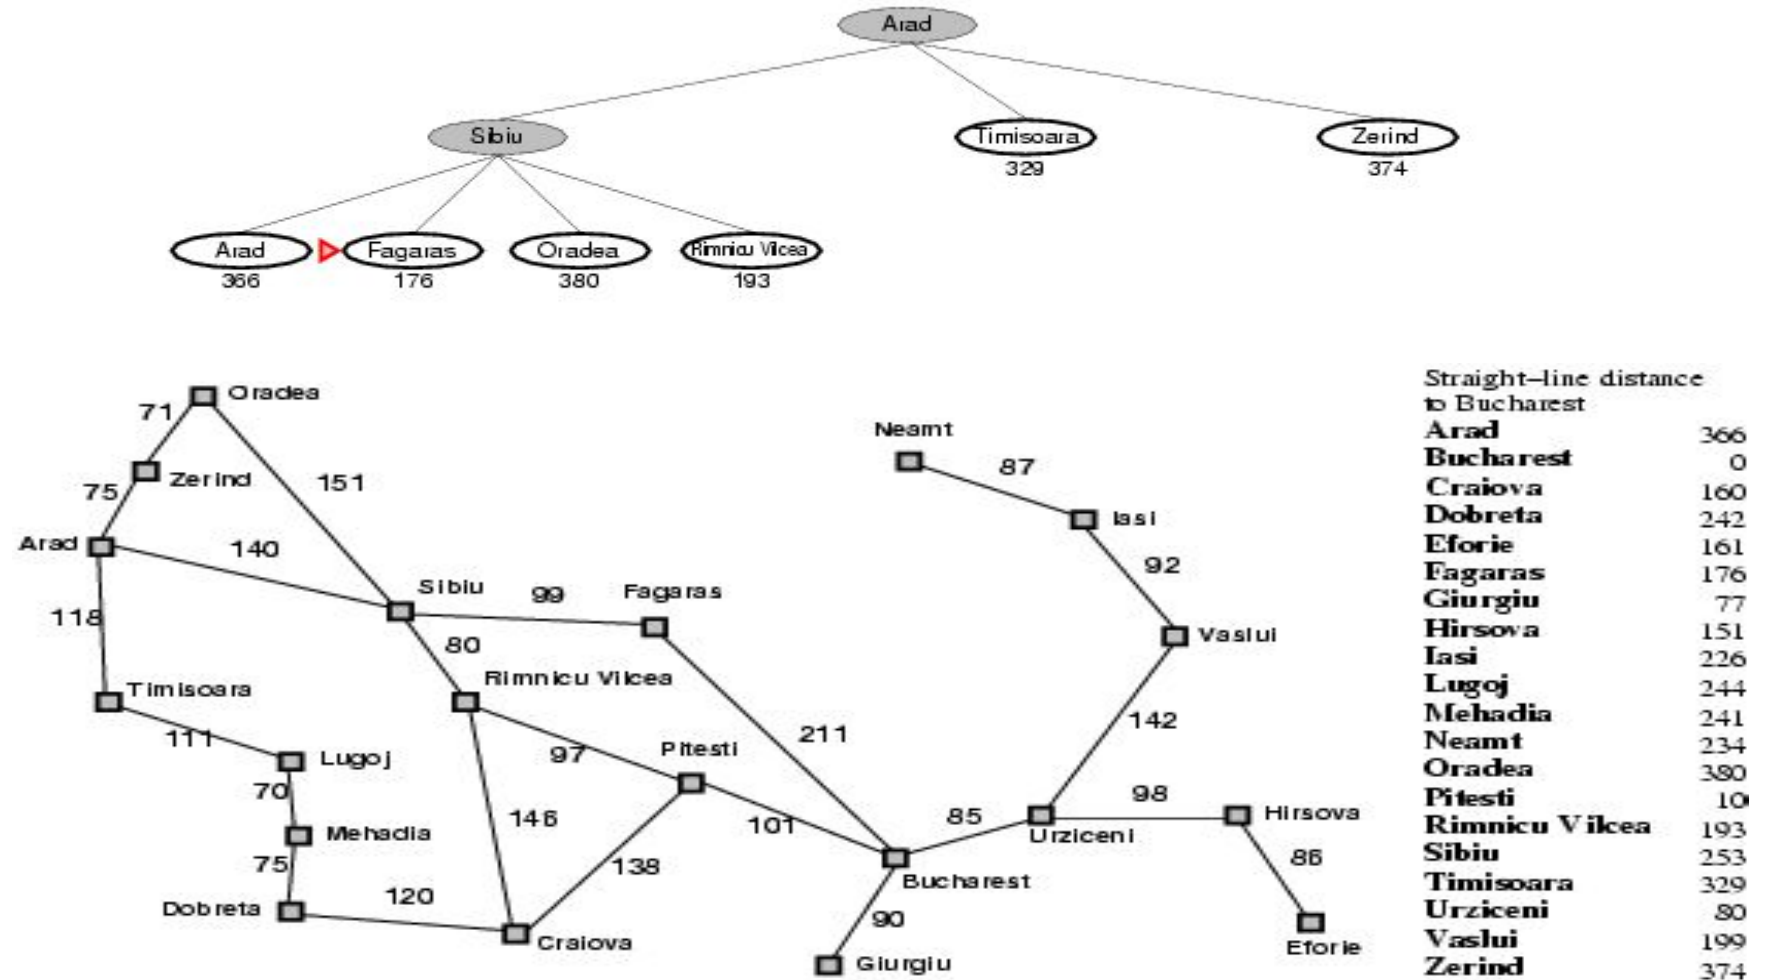 Arad
Sibiu Timisoara Zerind
329 374
Arad Fagaras Oradea Rimnicu Vilcea
366 176 380 193
Straight-line distance
to Bucharest
Arad 366
Bucharest 0
Craiova 160
Dobreta 242
Eforie 161
Fagaras 176
Giurgiu 77
Hirsova 151
Iasi 226
Lugoj 244
Mehadia 241
Neamt 234
Oradea 380
Pitesti 10
Rimnicu Vilcea 193
Sibiu 253
Timisoara 329
Urziceni 80
Vaslui 199
Zerind 374
Oradea
71
Neamt
Zerind
87
151
75
Iasi
Arad
140
92
Sibiu
99
Fagaras
118
80
Vaslui
Rimnicu Vilcea
Timisoara
142
211
111
97
Pitesti
Lugoj
70
98
146
101
85
Hirsova
Mehadia
Urziceni
75
138
86
Bucharest
120
Dobreta
90
Craiova
Eforie
Giurgiu